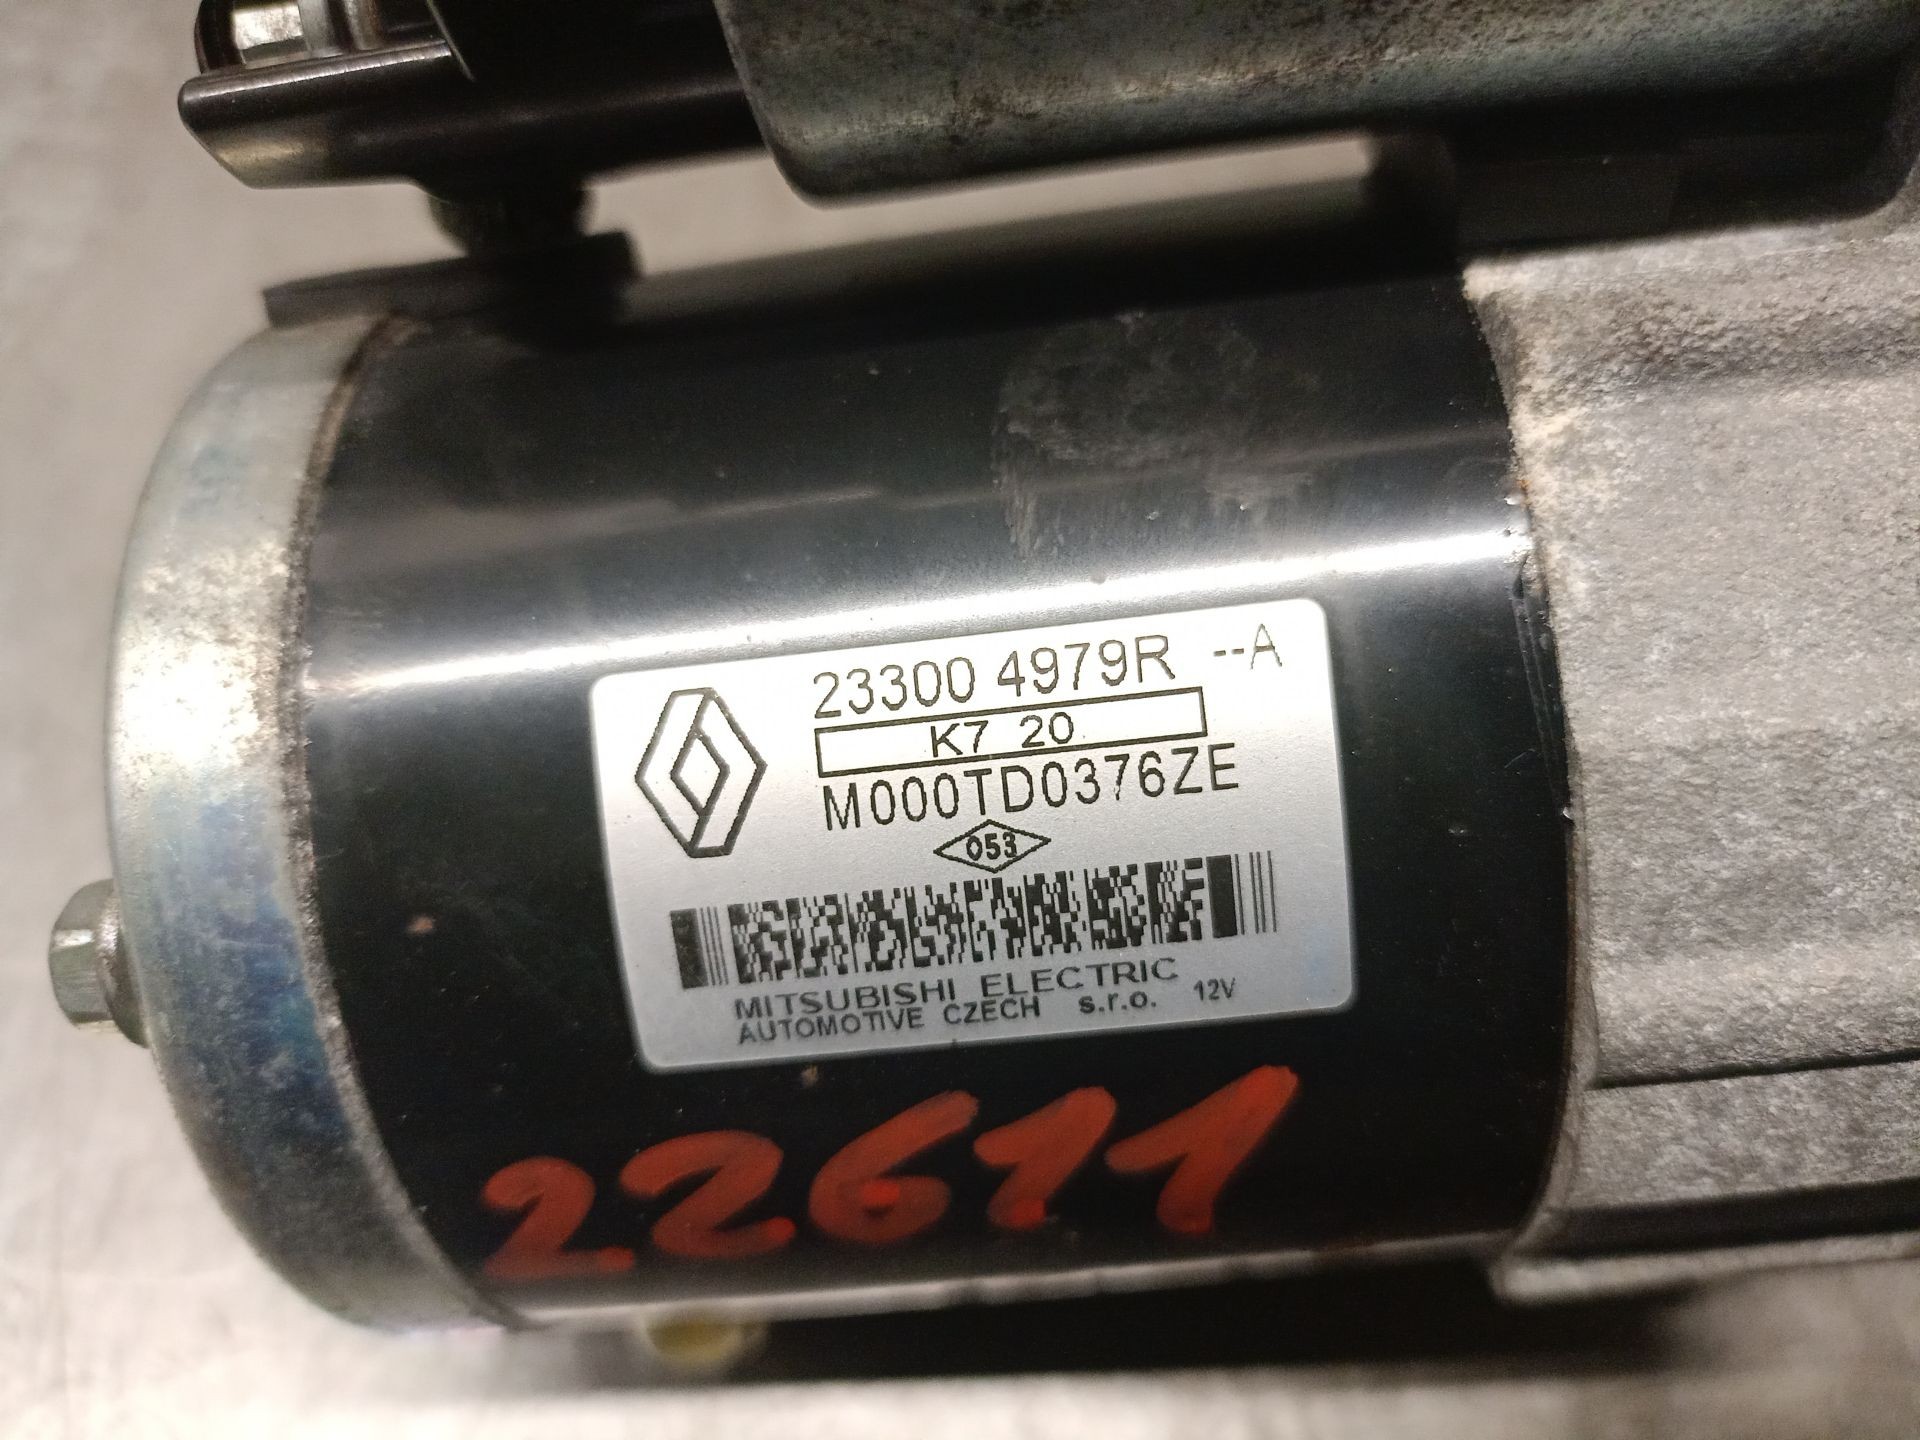 23300 4979R --A
K7 20
M000TD0376ZE
053
MITSUBISHI ELECTRIC
AUTOMOTIVE CZECH s.r.o. 12V
22611